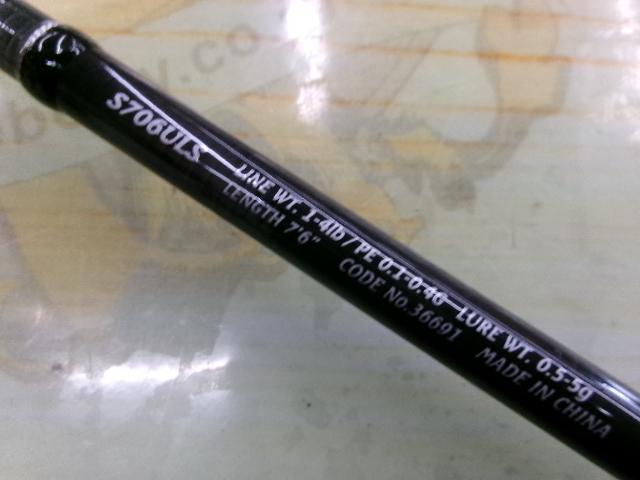 S706ULS LINE WT. 1-4lb / PE 0.1-0.4G LURE WT. 0.5-5g
LENGTH 7'6" CODE No.36691 MADE IN CHINA